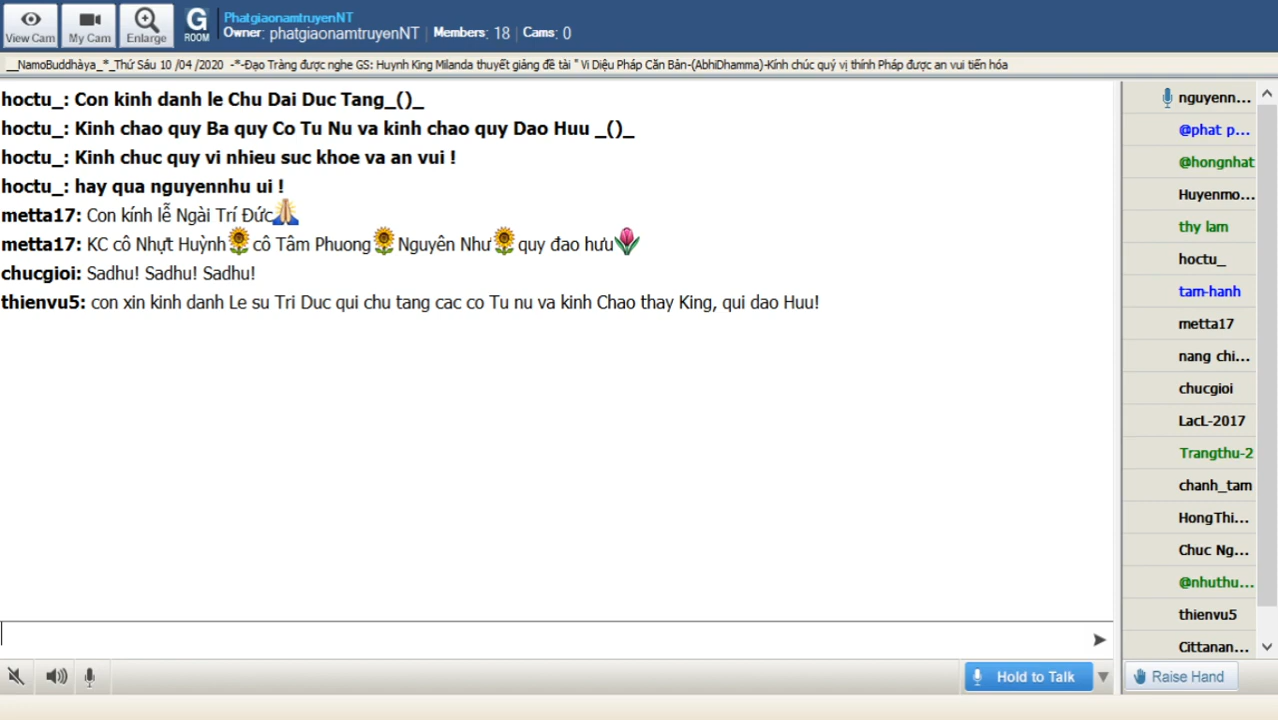 View Cam
My Cam
Enlarge
G
ROOM
PhatgiaonamtruyenNT
Owner: phatgiaonamtruyenNT | Members: 18 | Cams: 0
__NamoBuddhàya_*_Thứ Sáu 10 /04 /2020 -*-Đạo Tràng được nghe GS: Huynh King Milanda thuyết giảng đề tài " Vi Diệu Pháp Căn Bản-(AbhiDhamma)-Kính chúc quý vị thính Pháp được an vui tiến hóa
hoctu_: Con kinh danh le Chu Dai Duc Tang_()_
hoctu_: Kinh chao quy Ba quy Co Tu Nu va kinh chao quy Dao Huu _()_
hoctu_: Kinh chuc quy vi nhieu suc khoe va an vui !
hoctu_: hay qua nguyennhu ui !
metta17: Con kính lễ Ngài Trí Đức
metta17: KC cô Nhựt Huỳnh cô Tâm Phuong Nguyên Như quy đao hưu
chucgioi: Sadhu! Sadhu! Sadhu!
thienvu5: con xin kinh danh Le su Tri Duc qui chu tang cac co Tu nu va kinh Chao thay King, qui dao Huu!
nguyenn...
@phat p...
@hongnhat
Huyenmo...
thy lam
hoctu_
tam-hanh
metta17
nang chi...
chucgioi
LacL-2017
Trangthu-2
chanh_tam
HongThi...
Chuc Ng...
@nhuthu...
thienvu5
Cittanan...
Hold to Talk
Raise Hand